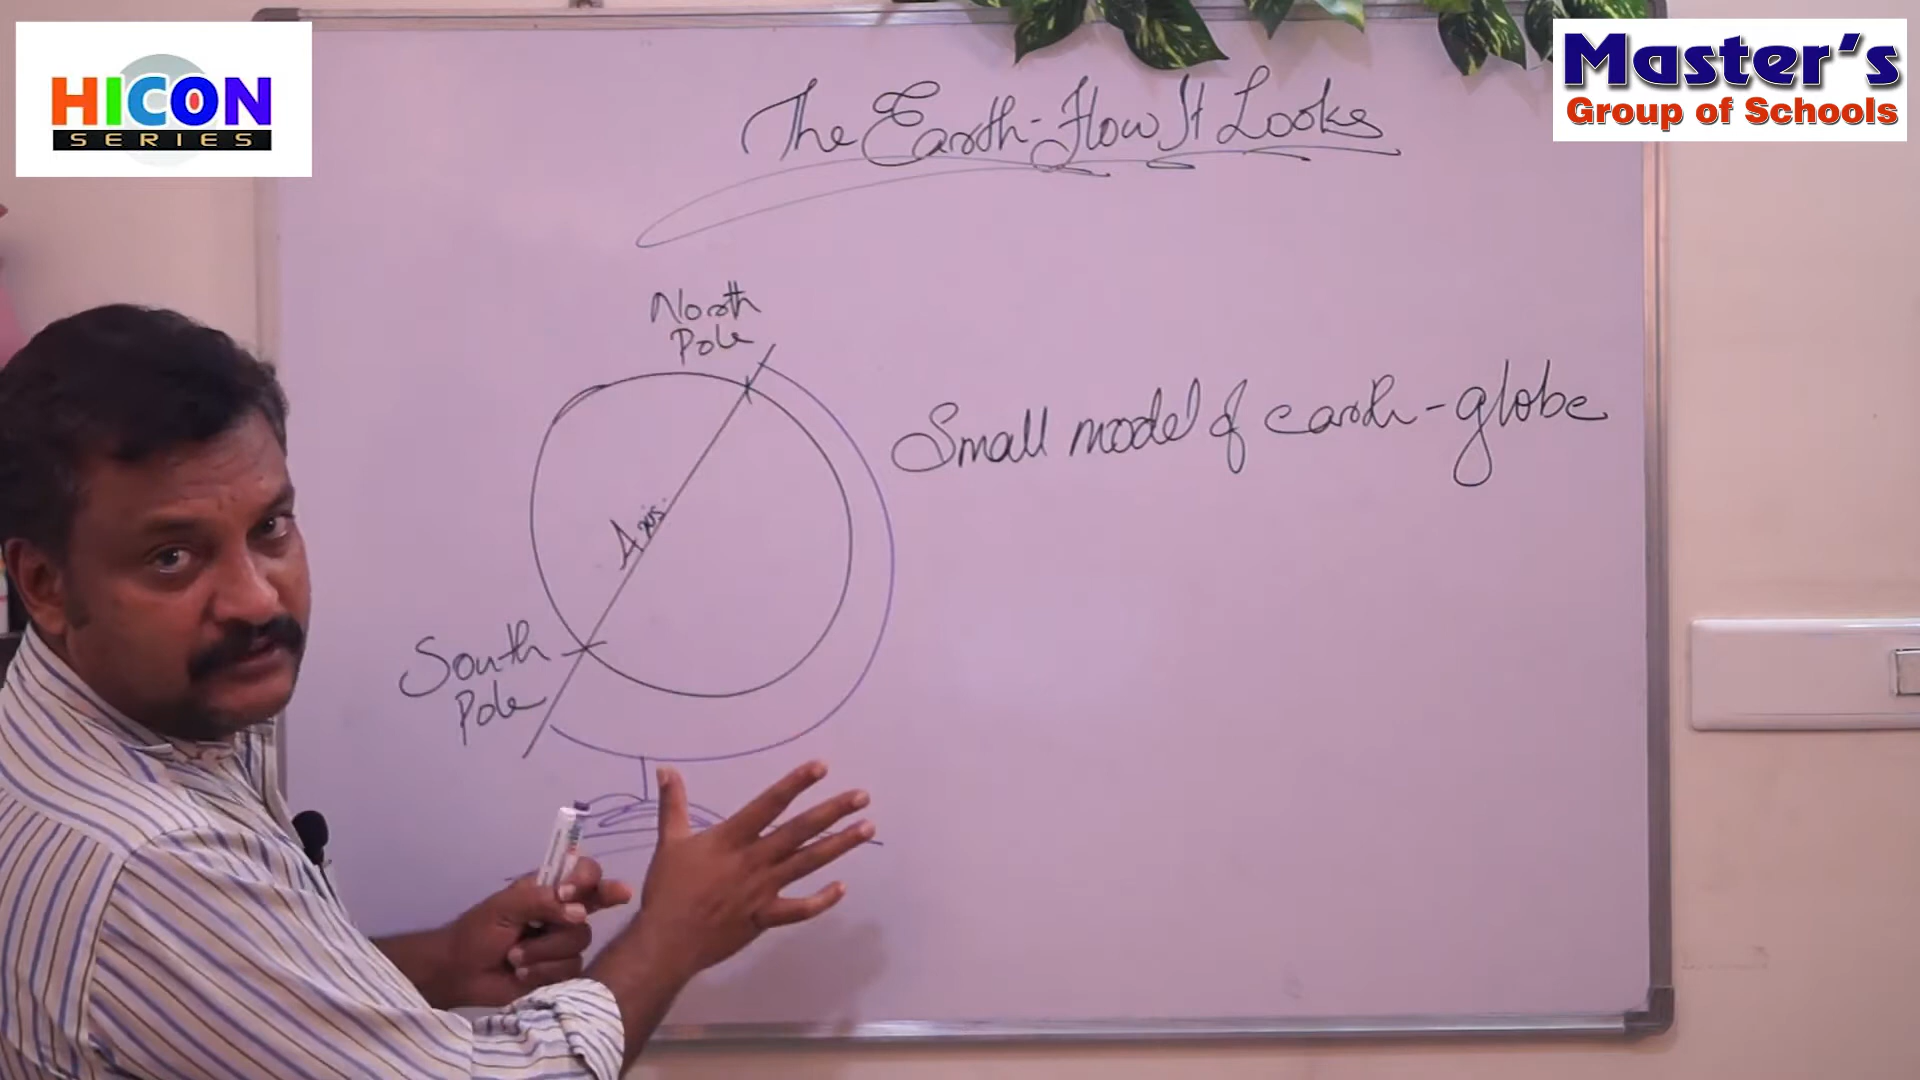 HICON
SERIES
Master's
Group of Schools
The Earth-How It Looks
North
Pole
Small model of earth-globe
Axis
South
Pole